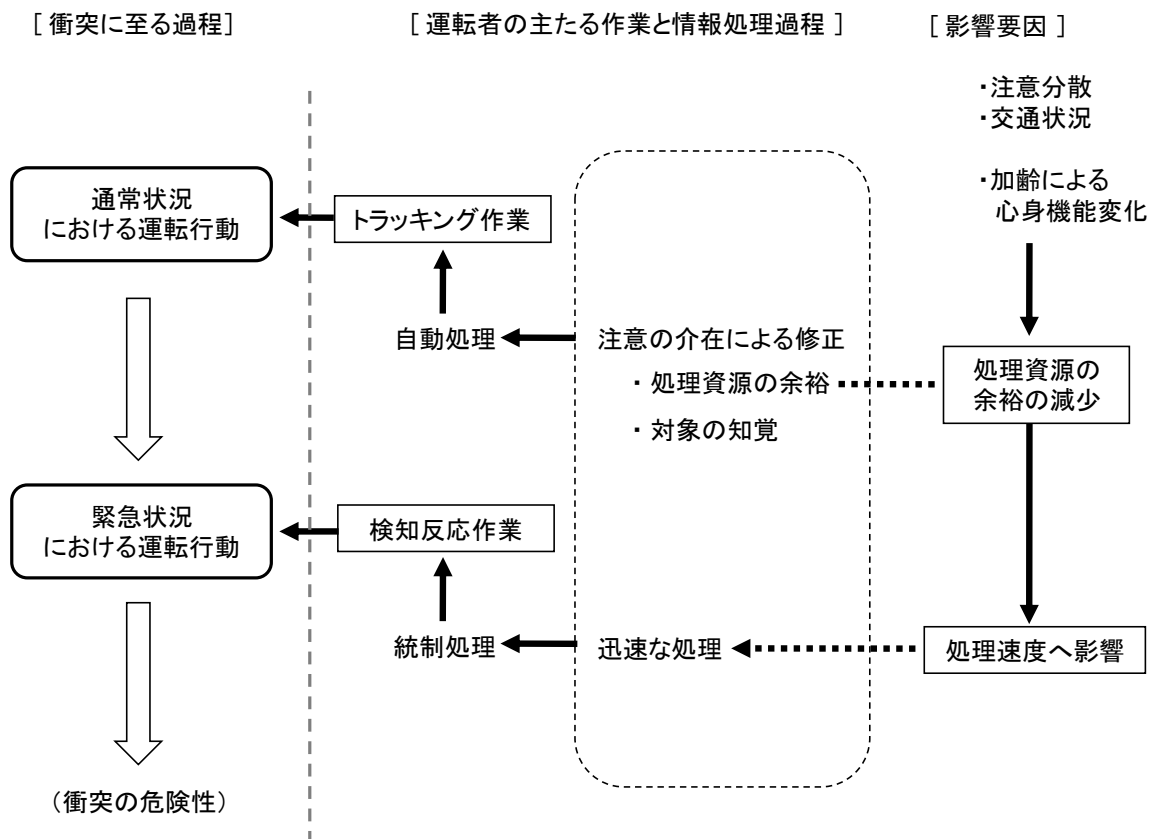 [ 衝突に至る過程]
[ 運転者の主たる作業と情報処理過程 ]
[ 影響要因 ]
・注意分散
・交通状況
・加齢による
心身機能変化
通常状況
における運転行動
トラッキング作業
自動処理
注意の介在による修正
・ 処理資源の余裕
・ 対象の知覚
処理資源の
余裕の減少
緊急状況
における運転行動
検知反応作業
統制処理
迅速な処理
処理速度へ影響
（衝突の危険性）